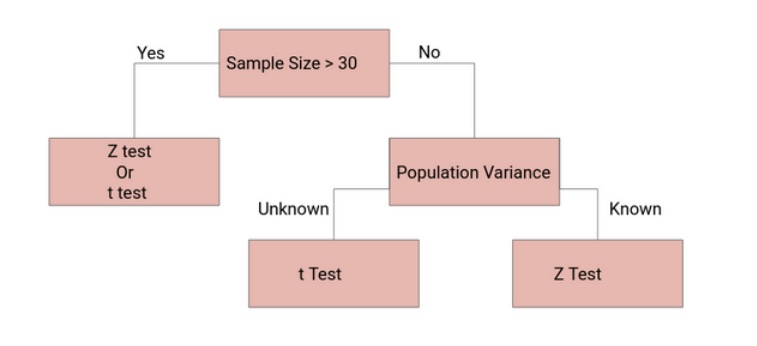 Yes
Sample Size > 30
No
Z test
Or
t test
Population Variance
Unknown
Known
t Test
Z Test